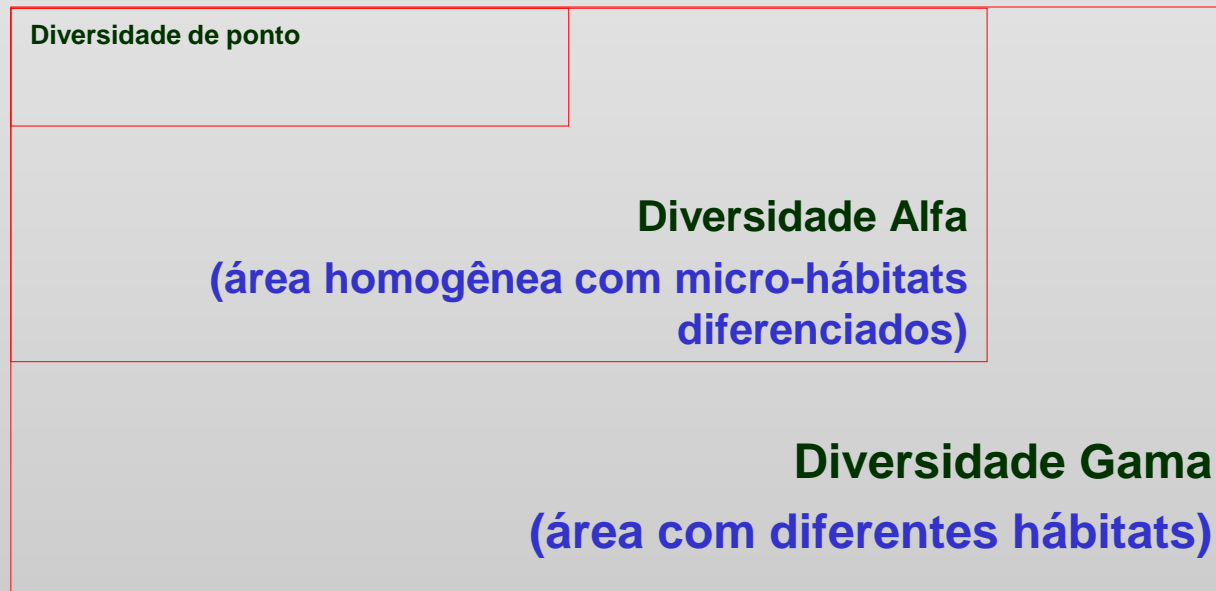 Diversidade de ponto
Diversidade Alfa
(área homogênea com micro-hábitats
diferenciados)
Diversidade Gama
(área com diferentes hábitats)